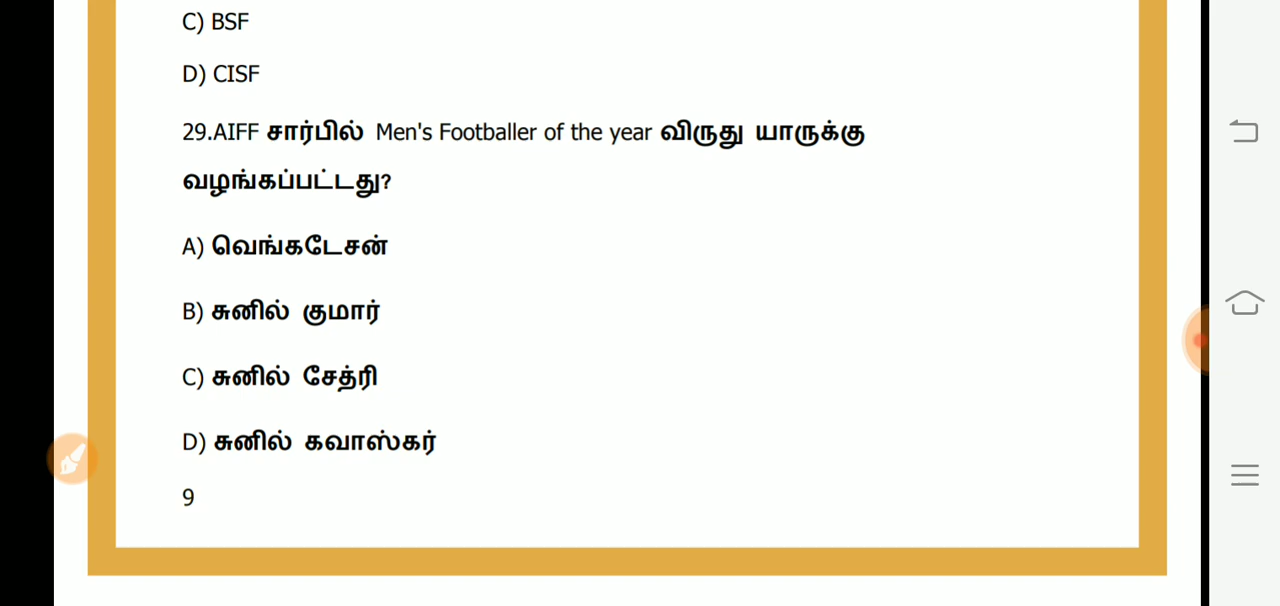 C) BSF
D) CISF
29.AIFF சார்பில் Men's Footballer of the year விருது யாருக்கு
வழங்கப்பட்டது?
A) வெங்கடேசன்
B) சுனில் குமார்
C) சுனில் சேத்ரி
D) சுனில் கவாஸ்கர்
9